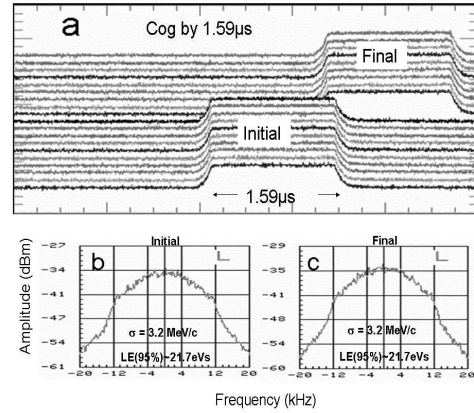 a
Cog by 1.59μs
Final
Initial
1.59μs
Amplitude (dBm)
Initial
b
-27
-34
-41
-48
-54
-61
σ = 3.2 MeV/c
LE(95%)~21.7eVs
-20 -12 -4 4 12 20
Final
c
-29
-35
-41
-48
-54
-60
σ = 3.2 MeV/c
LE(95%)~21.7eVs
-20 -12 -4 4 12 20
Frequency (kHz)